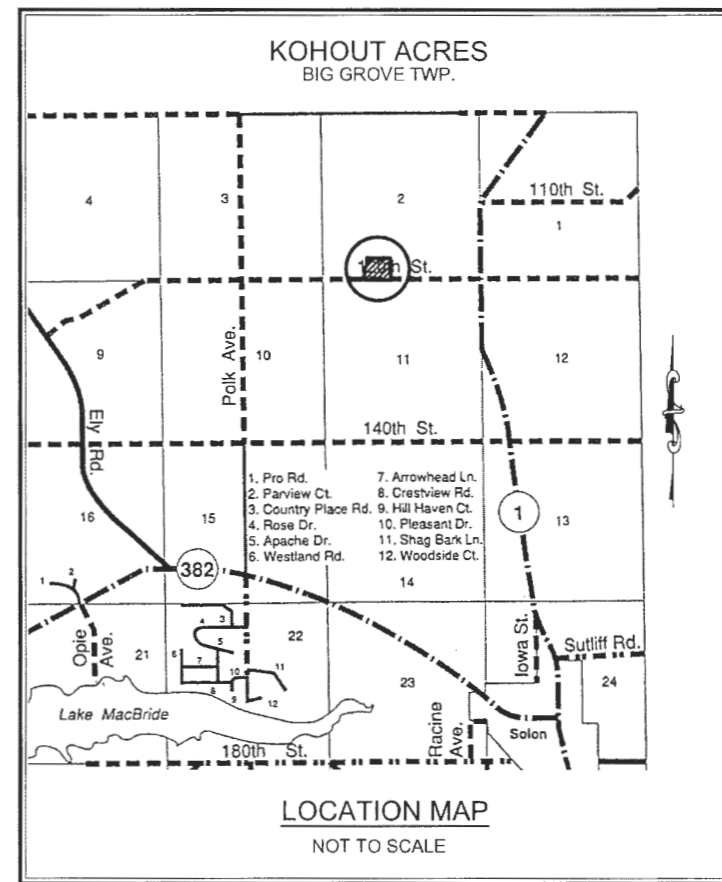 KOHOUT ACRES
BIG GROVE TWP.
4
3
2
110th St.
1
th St.
9
Polk Ave.
10
11
12
Ely Rd.
140th St.
1. Pro Rd.
2. Parview Ct.
3. Country Place Rd.
4. Rose Dr.
5. Apache Dr.
6. Westland Rd.
7. Arrowhead Ln.
8. Crestview Rd.
9. Hill Haven Ct.
10. Pleasant Dr.
11. Shag Bark Ln.
12. Woodside Ct.
16
15
1
13
382
14
1
2
Opie Ave.
21
4
3
5
6
7
8
9
10
11
12
22
23
Iowa St.
Sutliff Rd.
24
Lake MacBride
Racine Ave.
Solon
180th St.
LOCATION MAP
NOT TO SCALE